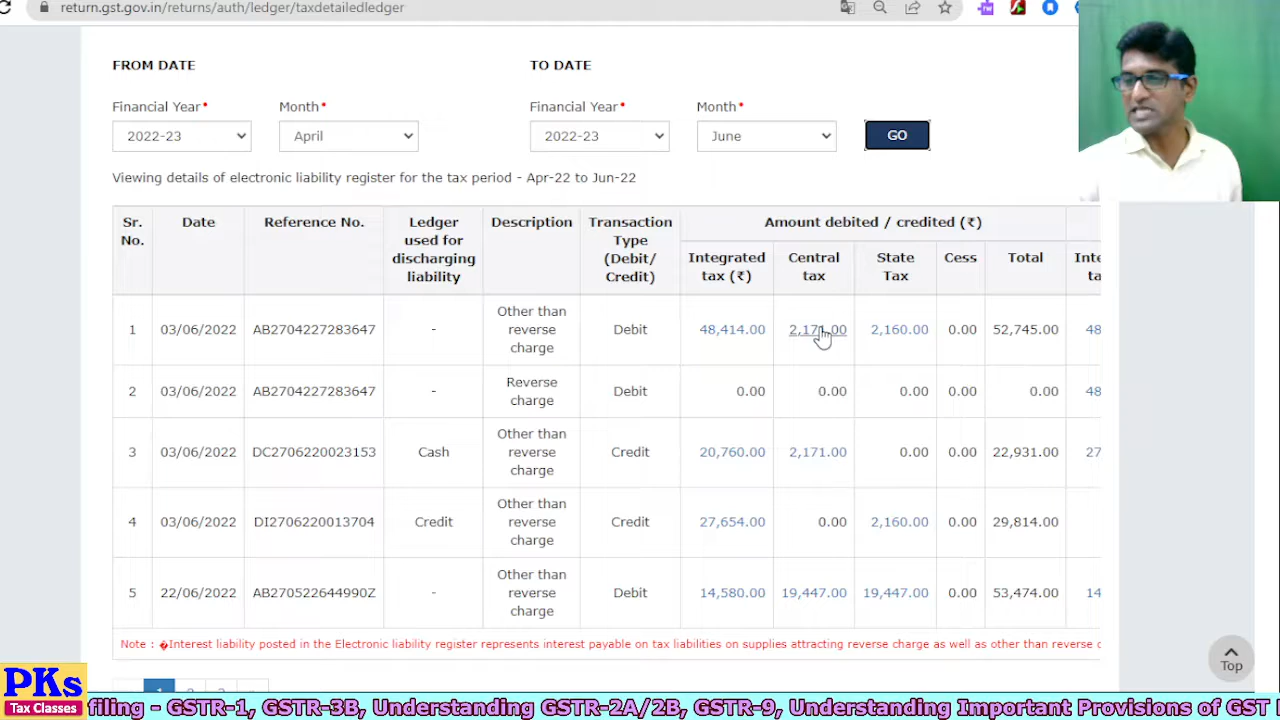 return.gst.gov.in/returns/auth/ledger/taxdetailedledger
FROM DATE
TO DATE
Financial Year*
Month*
Financial Year*
Month*
2022-23
April
2022-23
June
GO
Viewing details of electronic liability register for the tax period - Apr-22 to Jun-22
Sr. No.
Date
Reference No.
Ledger used for discharging liability
Description
Transaction Type (Debit/ Credit)
Amount debited / credited (₹)
Integrated tax (₹)
Central tax
State Tax
Cess
Total
Inte
ta
1 03/06/2022 AB2704227283647 - Other than reverse charge Debit 48,414.00 2,171.00 2,160.00 0.00 52,745.00 48
2 03/06/2022 AB2704227283647 - Reverse charge Debit 0.00 0.00 0.00 0.00 0.00 48
3 03/06/2022 DC2706220023153 Cash Other than reverse charge Credit 20,760.00 2,171.00 0.00 0.00 22,931.00 27
4 03/06/2022 DI2706220013704 Credit Other than reverse charge Credit 27,654.00 0.00 2,160.00 0.00 29,814.00
5 22/06/2022 AB270522644990Z - Other than reverse charge Debit 14,580.00 19,447.00 19,447.00 0.00 53,474.00 14
Note : �Interest liability posted in the Electronic liability register represents interest payable on tax liabilities on supplies attracting reverse charge as well as other than reverse c
Top
PKs
Tax Classes
filing - GSTR-1, GSTR-3B, Understanding GSTR-2A/2B, GSTR-9, Understanding Important Provisions of GST